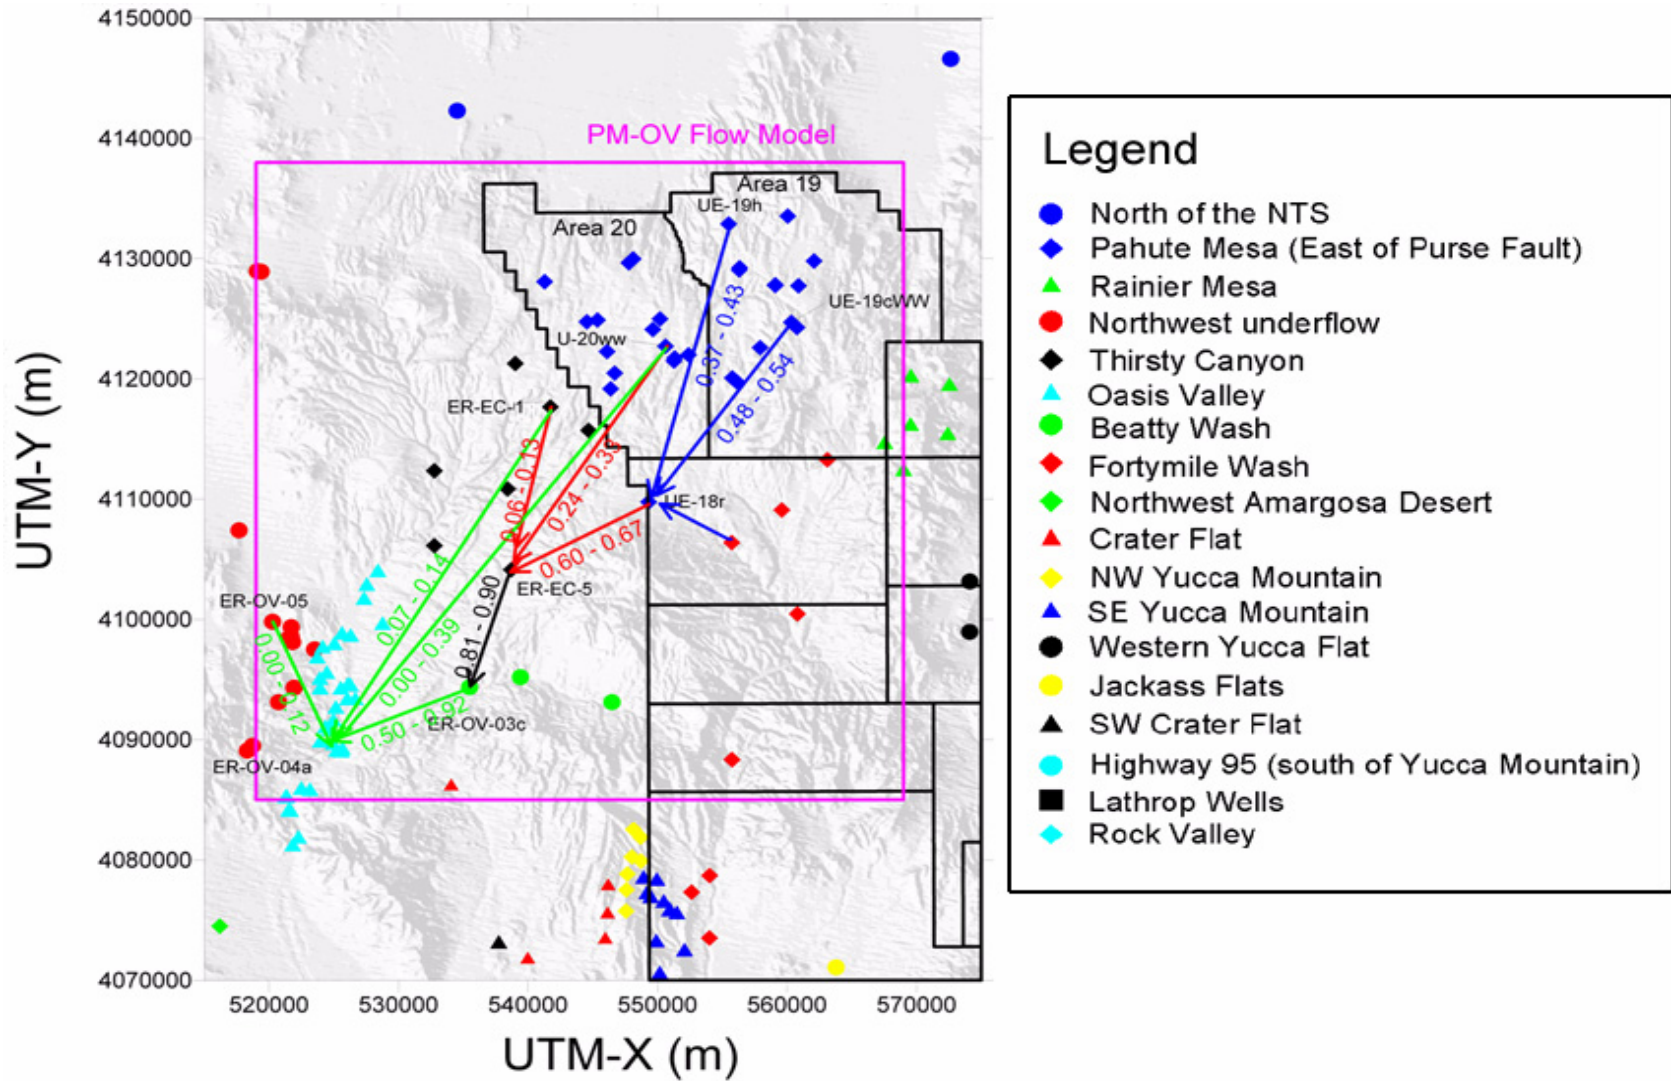 4150000
4140000
4130000
4120000
4110000
4100000
4090000
4080000
4070000
UTM-Y (m)
520000
530000
540000
550000
560000
570000
UTM-X (m)
PM-OV Flow Model
Area 19
UE-19h
Area 20
UE-19cWW
U-20ww
ER-EC-1
UE-18r
ER-EC-5
ER-OV-05
ER-OV-03c
ER-OV-04a
0.37 - 0.43
0.48 - 0.54
0.06 - 0.13
0.24 - 0.33
0.60 - 0.67
0.07 - 0.14
0.00 - 0.39
0.81 - 0.90
0.00 - 0.12
0.50 - 0.92
Legend
North of the NTS
Pahute Mesa (East of Purse Fault)
Rainier Mesa
Northwest underflow
Thirsty Canyon
Oasis Valley
Beatty Wash
Fortymile Wash
Northwest Amargosa Desert
Crater Flat
NW Yucca Mountain
SE Yucca Mountain
Western Yucca Flat
Jackass Flats
SW Crater Flat
Highway 95 (south of Yucca Mountain)
Lathrop Wells
Rock Valley